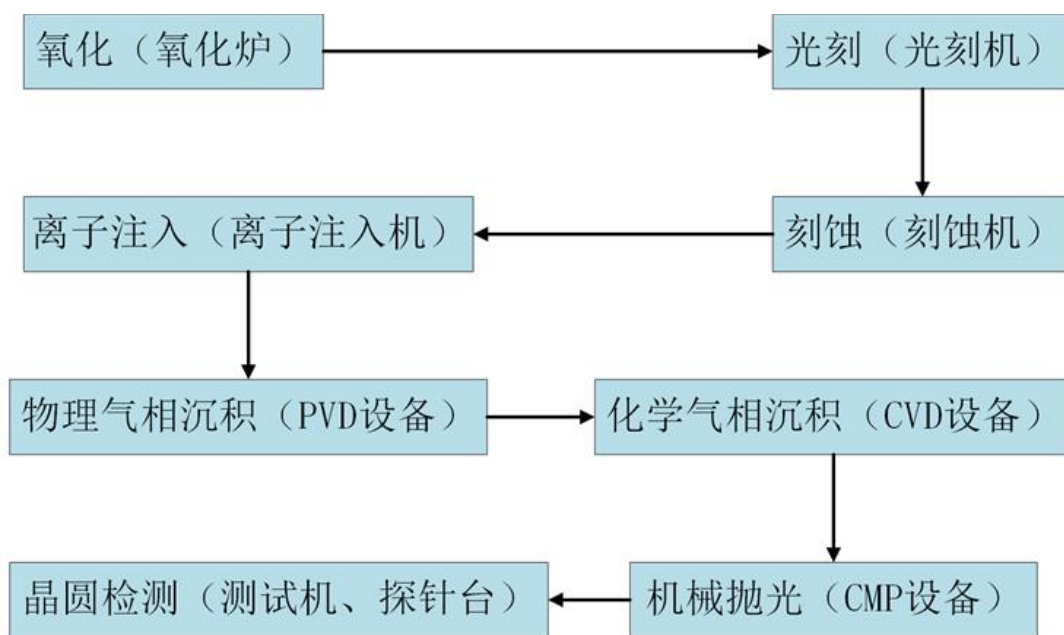 氧化（氧化炉）
光刻（光刻机）
离子注入（离子注入机）
刻蚀（刻蚀机）
物理气相沉积（PVD设备）
化学气相沉积（CVD设备）
晶圆检测（测试机、探针台）
机械抛光（CMP设备）